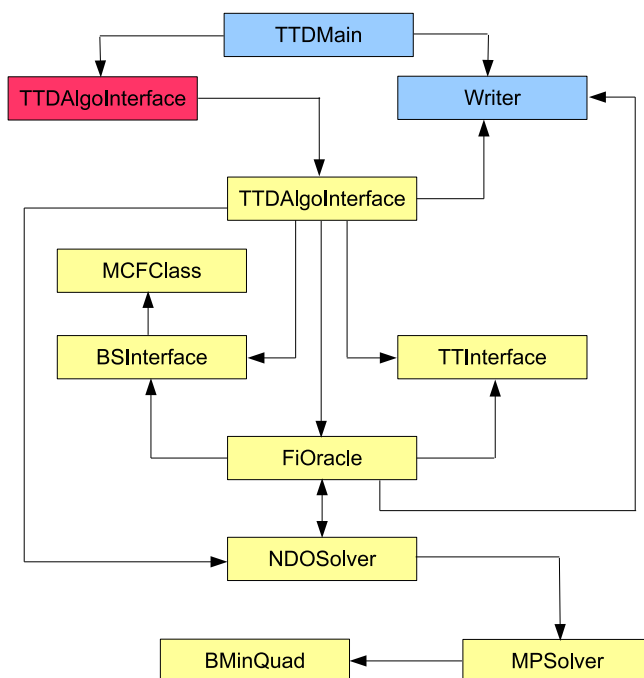 TTDMain
TTDAlgoInterface
Writer
TTDAlgoInterface
MCFClass
BSInterface
TTInterface
FiOracle
NDOSolver
BMinQuad
MPSolver